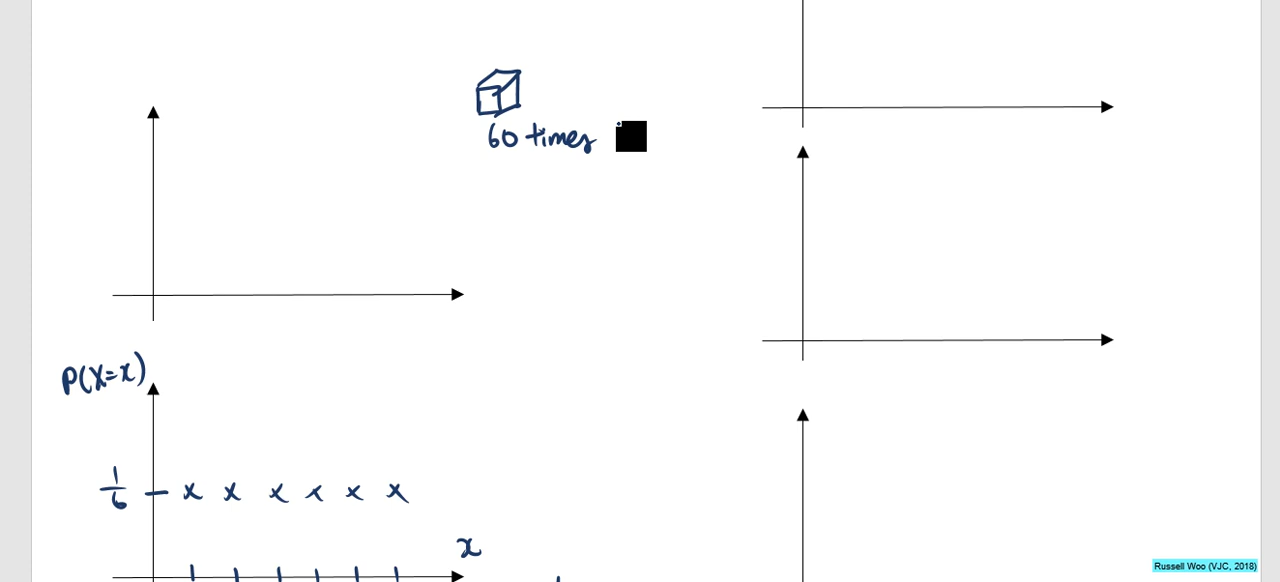 60 times
P(X=x)
1/6
x x x x x x
x
Russell Woo (VJC, 2018)